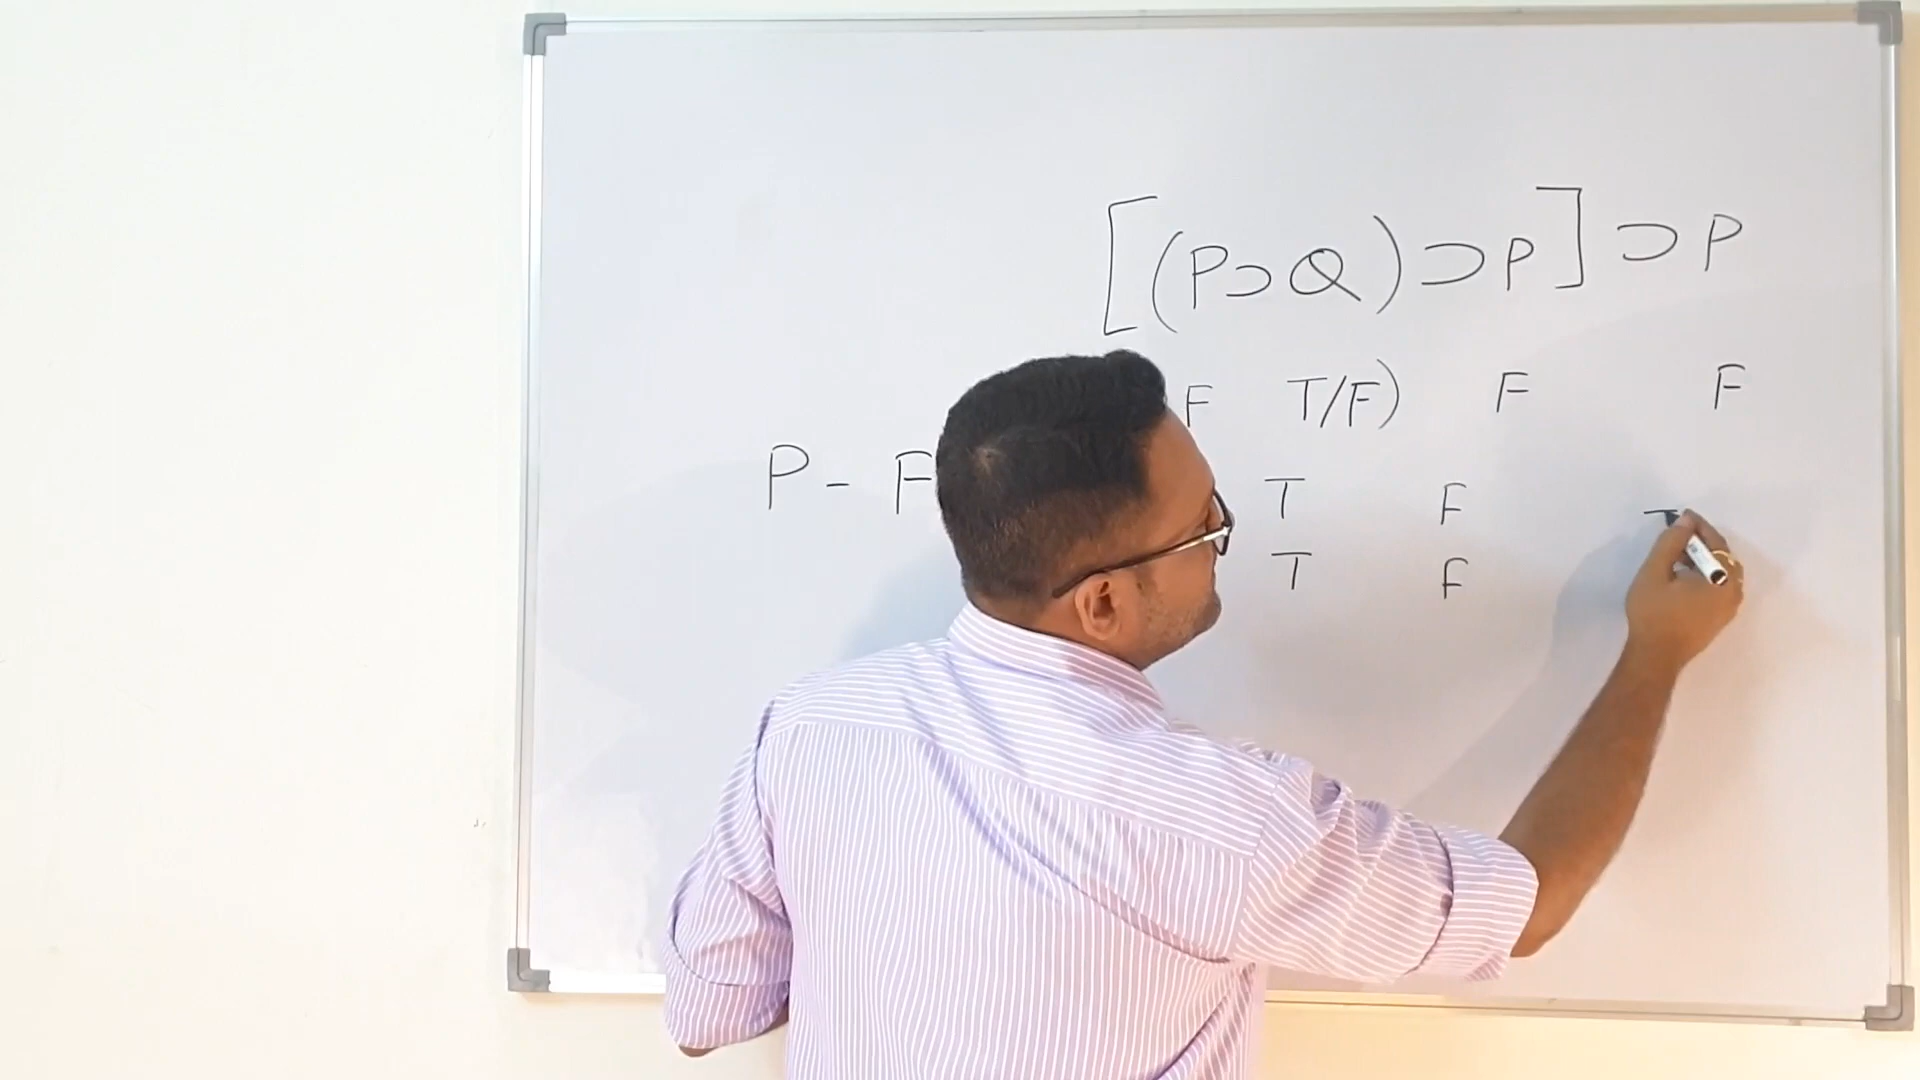 [(P⊃Q)⊃P]⊃P
F T/F) F F
P - F T F
T F